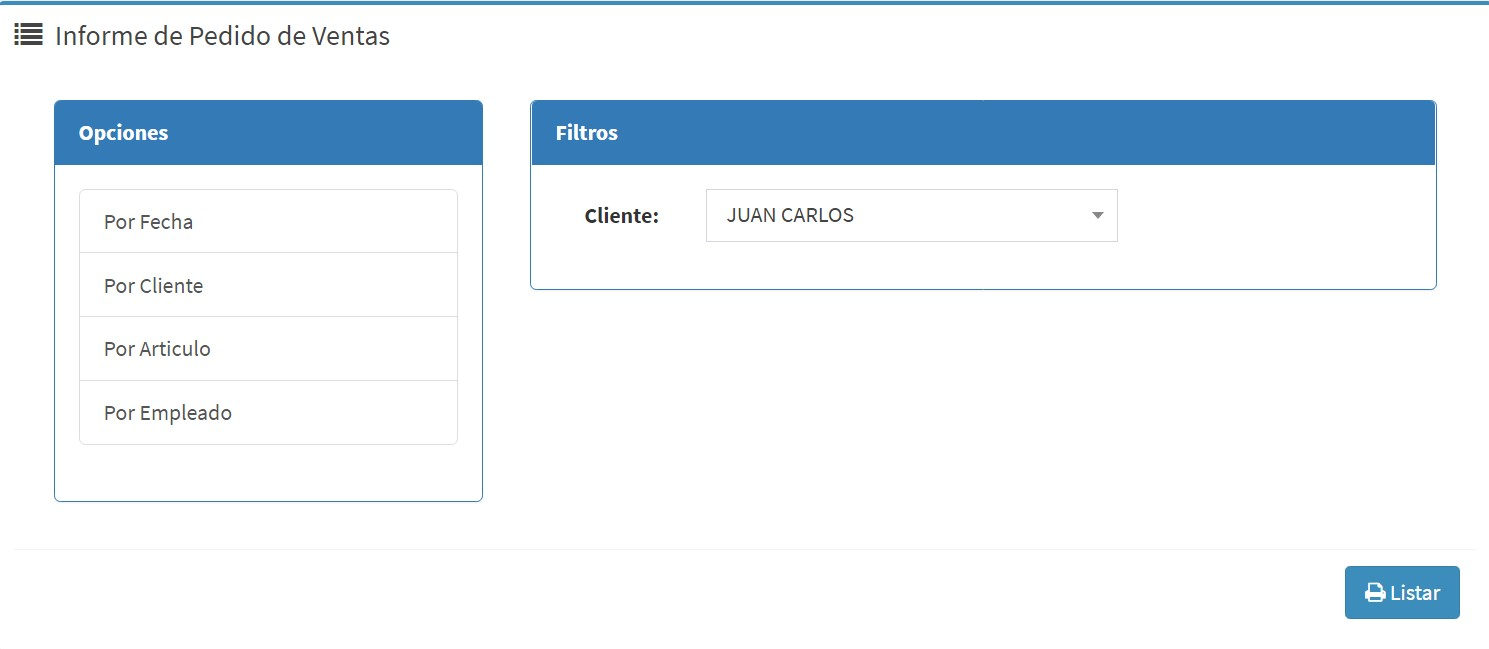 Informe de Pedido de Ventas
Opciones
Por Fecha
Por Cliente
Por Articulo
Por Empleado
Filtros
Cliente: JUAN CARLOS
Listar